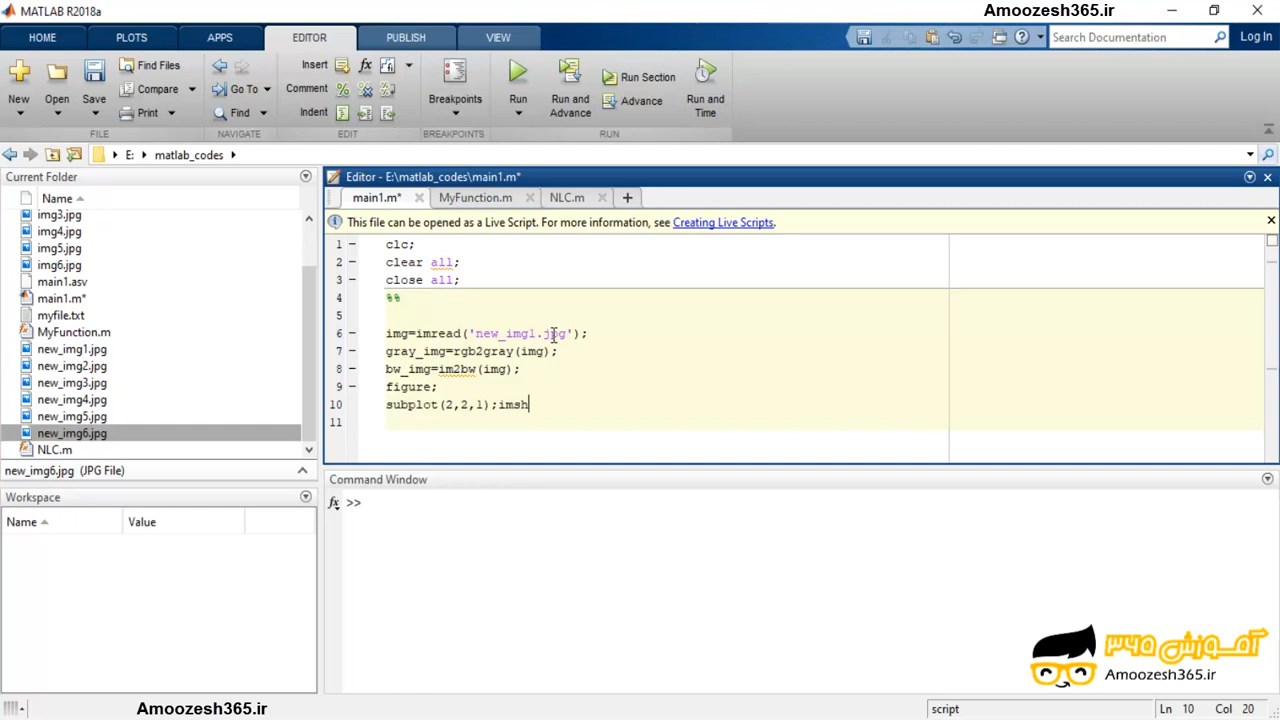 MATLAB R2018a
Amoozesh365.ir
HOME PLOTS APPS EDITOR PUBLISH VIEW
Search Documentation
Log In
New Open Save
Find Files
Compare
Print
FILE
Go To
Find
NAVIGATE
Insert
Comment
Indent
EDIT
Breakpoints
BREAKPOINTS
Run
Run and Advance
Run Section
Advance
Run and Time
RUN
E: matlab_codes
Current Folder
Name
img3.jpg
img4.jpg
img5.jpg
img6.jpg
main1.asv
main1.m*
myfile.txt
MyFunction.m
new_img1.jpg
new_img2.jpg
new_img3.jpg
new_img4.jpg
new_img5.jpg
new_img6.jpg
NLC.m
new_img6.jpg (JPG File)
Workspace
Name Value
Editor - E:\matlab_codes\main1.m*
main1.m* MyFunction.m NLC.m
This file can be opened as a Live Script. For more information, see Creating Live Scripts.
1 clc;
2 clear all;
3 close all;
4 %%
5
6 img=imread('new_img1.jpg');
7 gray_img=rgb2gray(img);
8 bw_img=im2bw(img);
9 figure;
10 subplot(2,2,1);imsh
11
Command Window
fx >>
آموزش ۳۶۵
Amoozesh365.ir
Amoozesh365.ir
script
Ln 10 Col 20